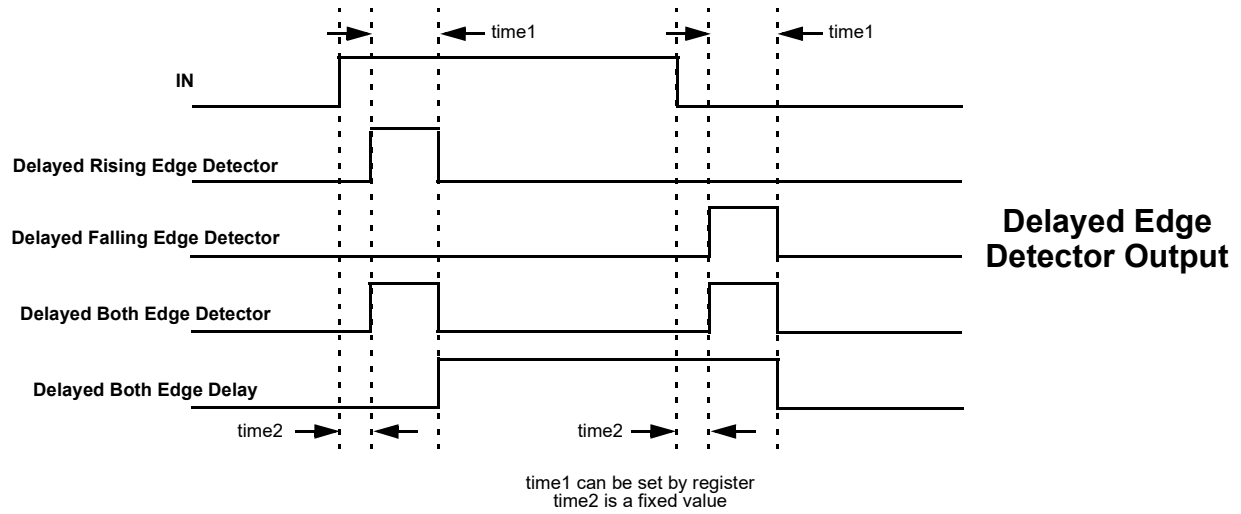 time1
time1
IN
Delayed Rising Edge Detector
Delayed Falling Edge Detector
Delayed Edge
Detector Output
Delayed Both Edge Detector
Delayed Both Edge Delay
time2
time2
time1 can be set by register
time2 is a fixed value